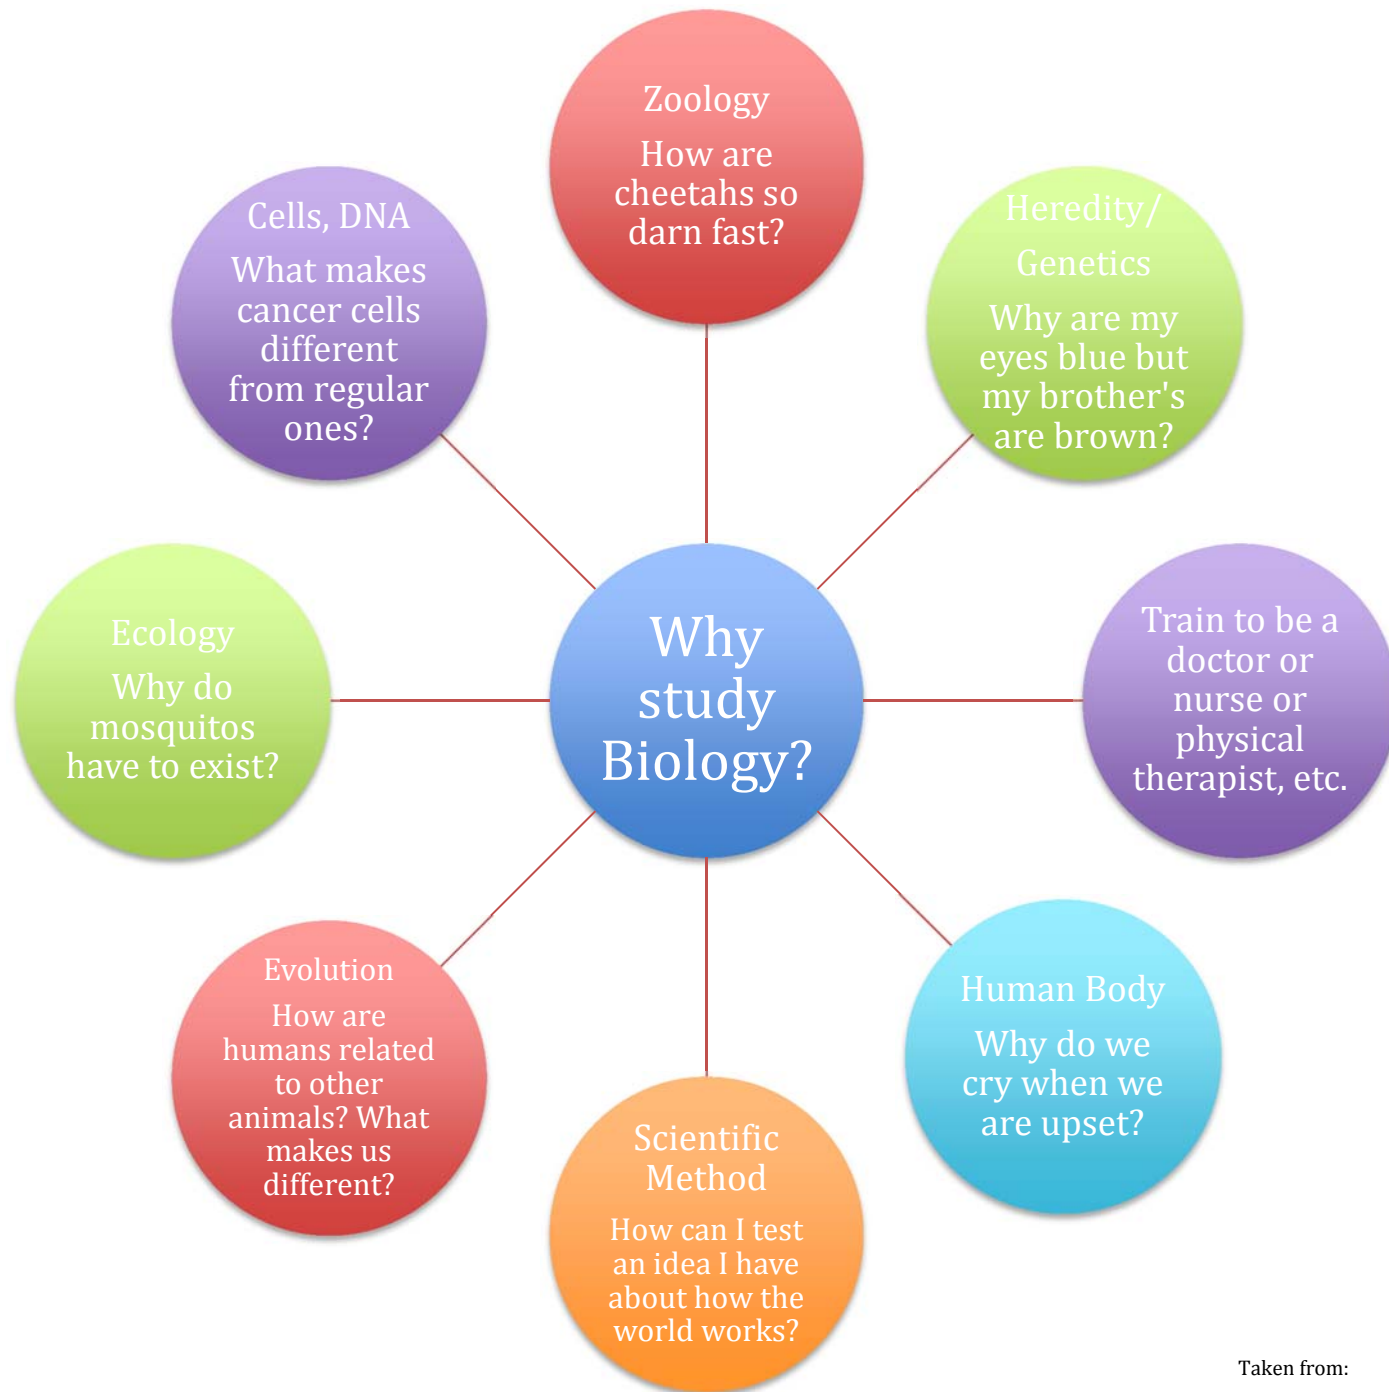 Zoology
How are
cheetahs so
darn fast?
Heredity/
Genetics
Why are my
eyes blue but
my brother's
are brown?
Train to be a
doctor or
nurse or
physical
therapist, etc.
Human Body
Why do we
cry when we
are upset?
Scientific
Method
How can I test
an idea I have
about how the
world works?
Evolution
How are
humans related
to other
animals? What
makes us
different?
Ecology
Why do
mosquitos
have to exist?
Cells, DNA
What makes
cancer cells
different
from regular
ones?
Why
study
Biology?
Taken from: